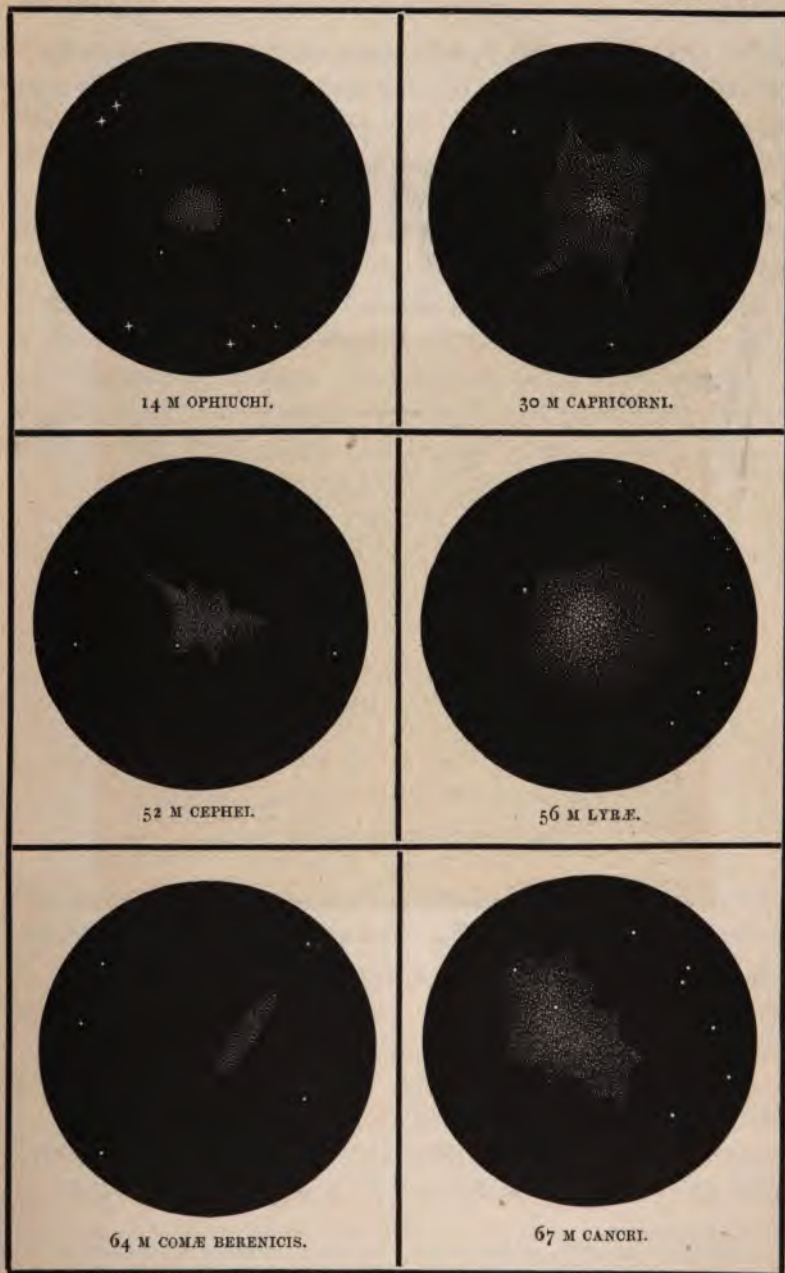 14 M OPHIUCHI.
30 M CAPRICORNI.
52 M CEPHEI.
56 M LYRÆ.
64 M COMÆ BERENICIS.
67 M CANCRI.